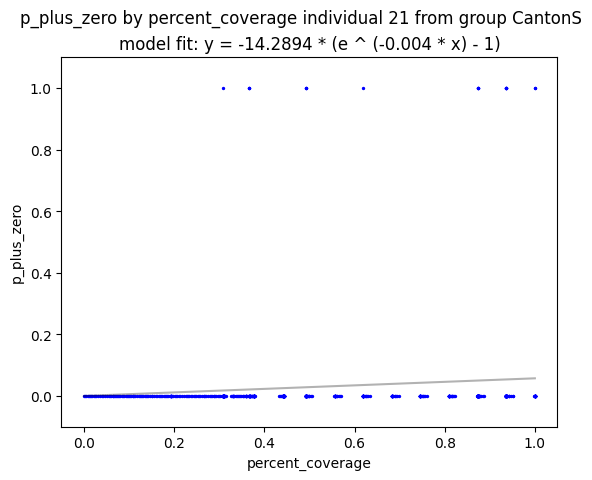 p_plus_zero by percent_coverage individual 21 from group CantonS
model fit: y = -14.2894 * (e ^ (-0.004 * x) - 1)
1.0
0.8
0.6
0.4
0.2
0.0
p_plus_zero
0.0 0.2 0.4 0.6 0.8 1.0
percent_coverage